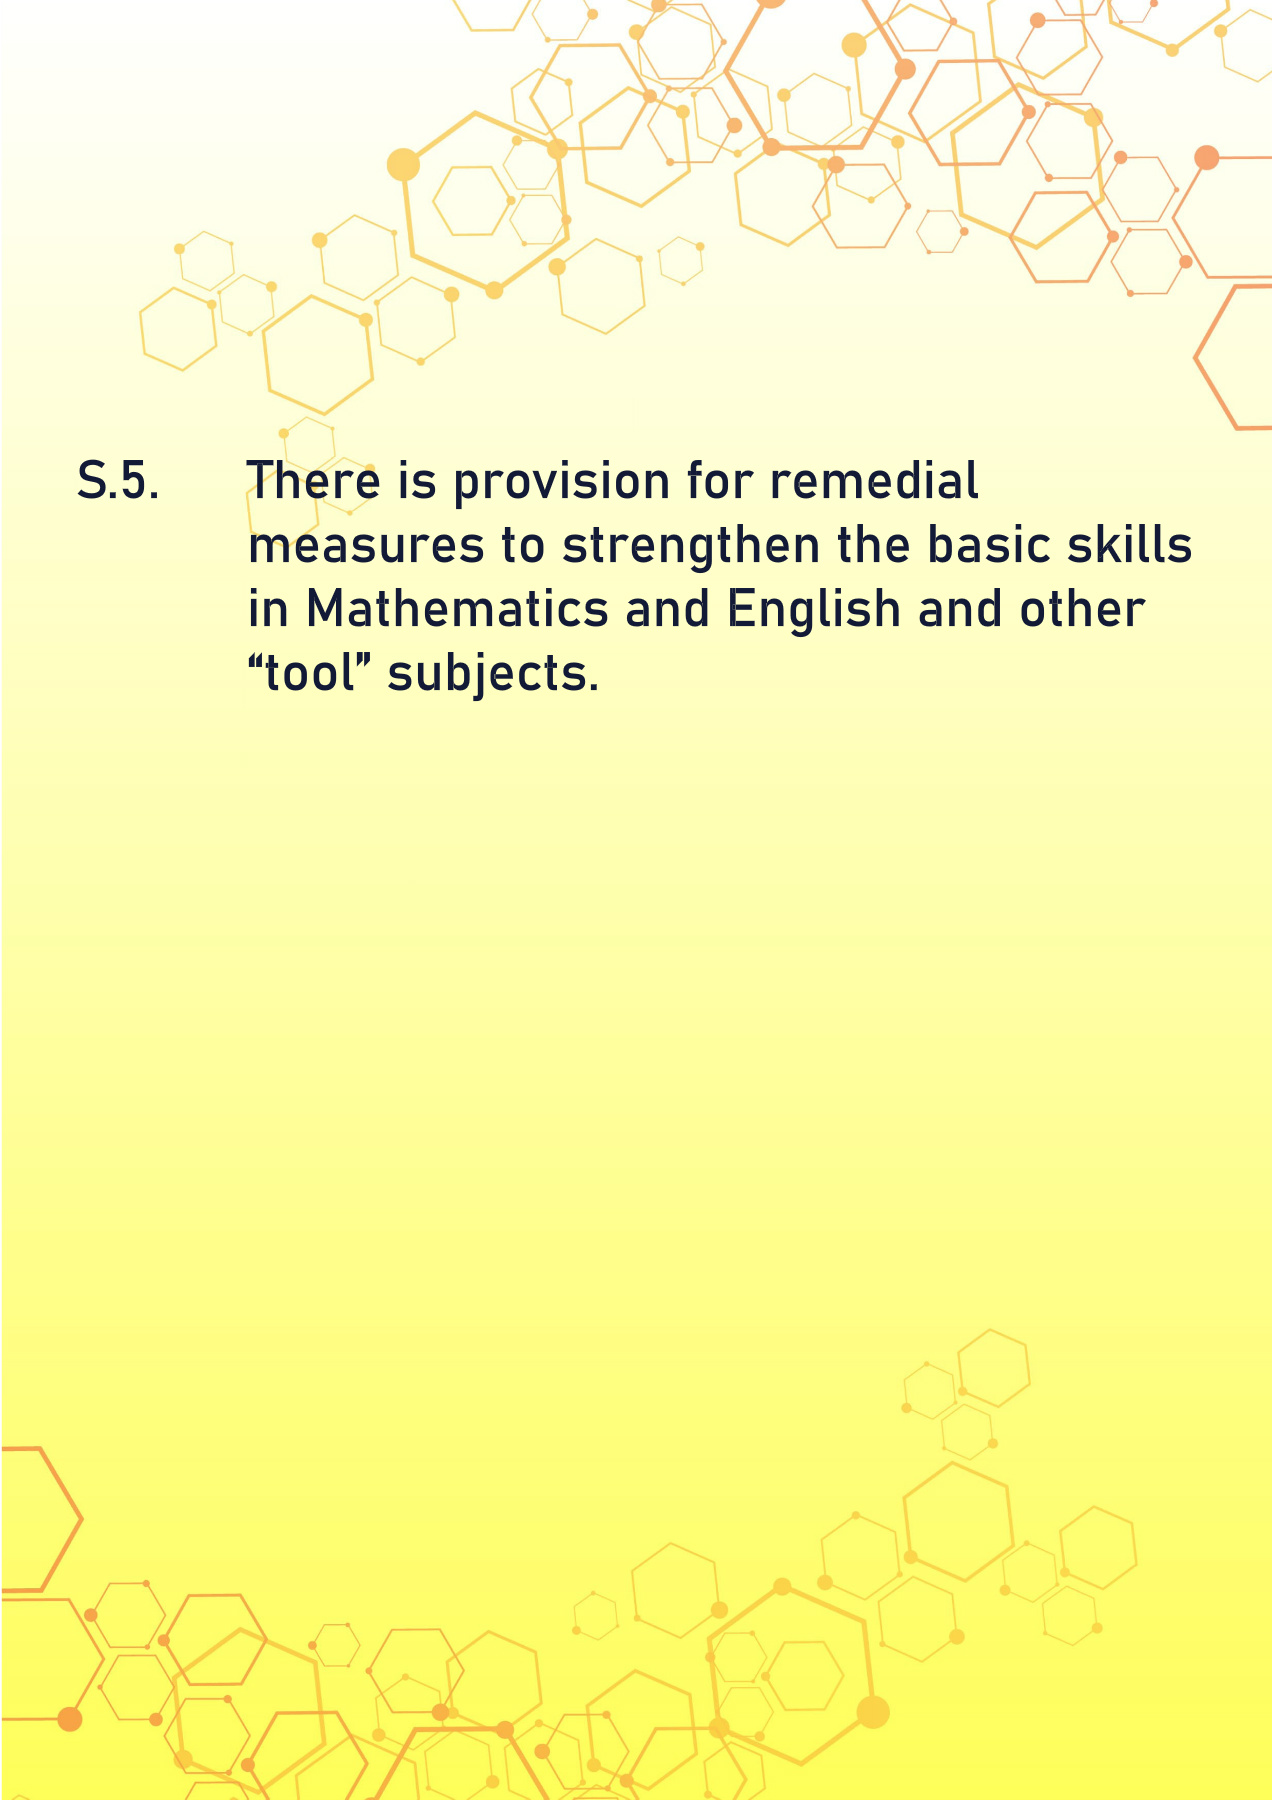 S.5. There is provision for remedial
measures to strengthen the basic skills
in Mathematics and English and other
“tool” subjects.